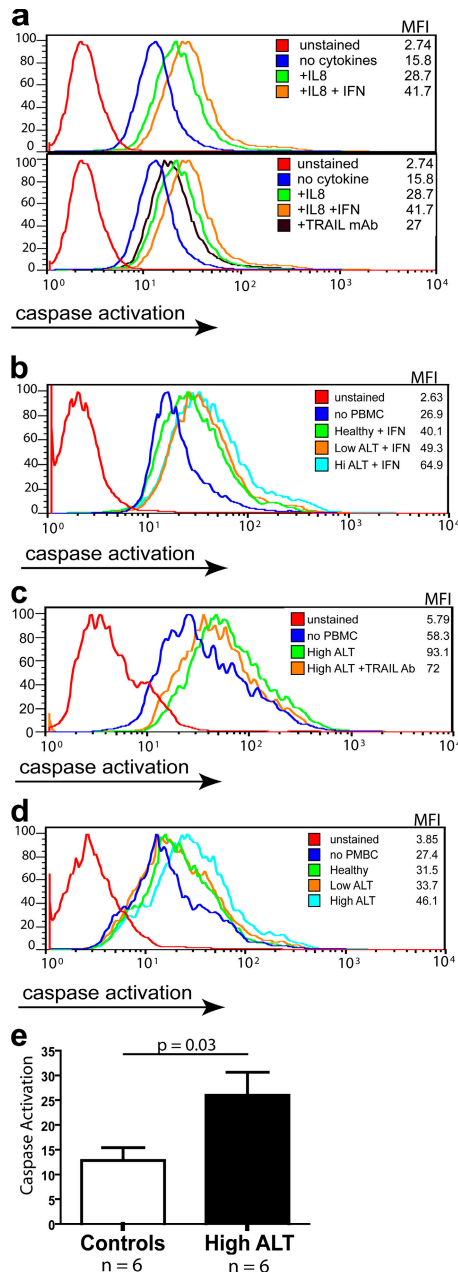 a
MFI
unstained 2.74
no cytokines 15.8
+IL8 28.7
+IL8 + IFN 41.7
100
80
60
40
20
0
unstained 2.74
no cytokine 15.8
+IL8 28.7
+IL8 +IFN 41.7
+TRAIL mAb 27
100
80
60
40
20
0
10⁰ 10¹ 10² 10³ 10⁴
caspase activation
b
MFI
unstained 2.63
no PBMC 26.9
Healthy + IFN 40.1
Low ALT + IFN 49.3
Hi ALT + IFN 64.9
100
80
60
40
20
0
10⁰ 10¹ 10² 10³ 10⁴
caspase activation
c
MFI
unstained 5.79
no PBMC 58.3
High ALT 93.1
High ALT +TRAIL Ab 72
100
80
60
40
20
0
10⁰ 10¹ 10² 10³ 10⁴
caspase activation
d
MFI
unstained 3.85
no PMBC 27.4
Healthy 31.5
Low ALT 33.7
High ALT 46.1
100
80
60
40
20
0
10⁰ 10¹ 10² 10³ 10⁴
caspase activation
e
p = 0.03
Caspase Activation
35
30
25
20
15
10
5
0
Controls High ALT
n = 6 n = 6